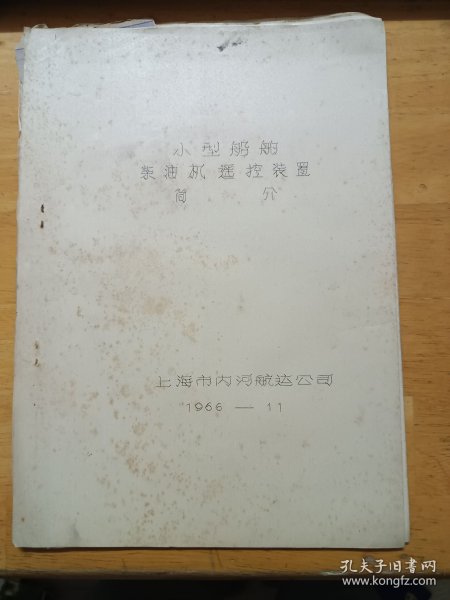 小型船舶
柴油机遥控装置
简介
上海市内河航运公司
1966 — 11
孔夫子旧书网
www.kongfz.com